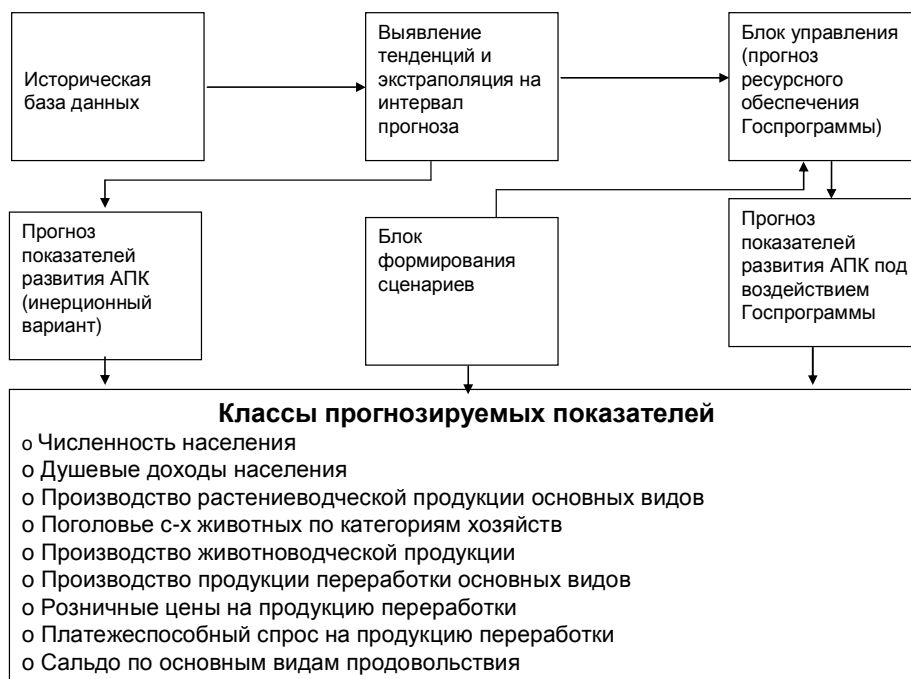 Историческая
база данных
Выявление
тенденций и
экстраполяция на
интервал
прогноза
Блок управления
(прогноз
ресурсного
обеспечения
Госпрограммы)
Прогноз
показателей
развития АПК
(инерционный
вариант)
Блок
формирования
сценариев
Прогноз
показателей
развития АПК под
воздействием
Госпрограммы
Классы прогнозируемых показателей
o Численность населения
o Душевые доходы населения
o Производство растениеводческой продукции основных видов
o Поголовье с-х животных по категориям хозяйств
o Производство животноводческой продукции
o Производство продукции переработки основных видов
o Розничные цены на продукцию переработки
o Платежеспособный спрос на продукцию переработки
o Сальдо по основным видам продовольствия